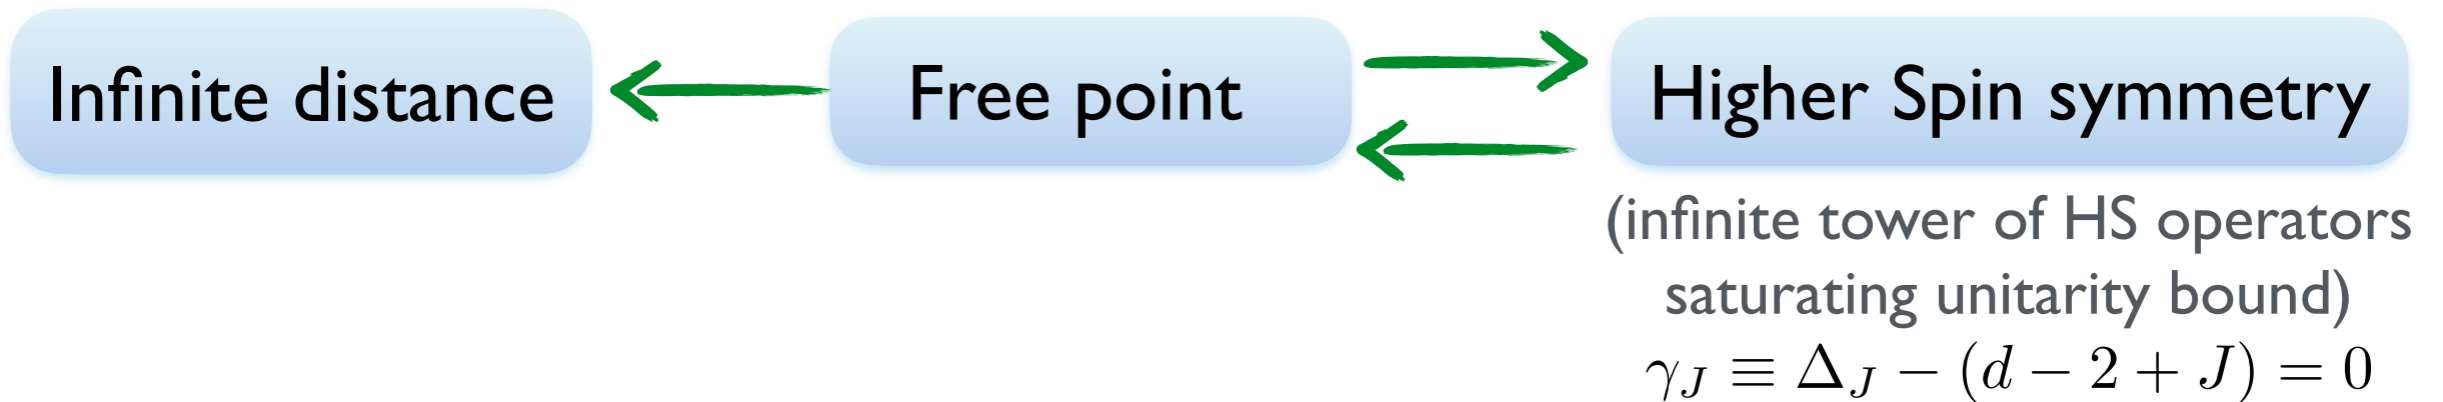 Infinite distance
Free point
Higher Spin symmetry
(infinite tower of HS operators
saturating unitarity bound)
γ_J ≡ Δ_J − (d − 2 + J) = 0